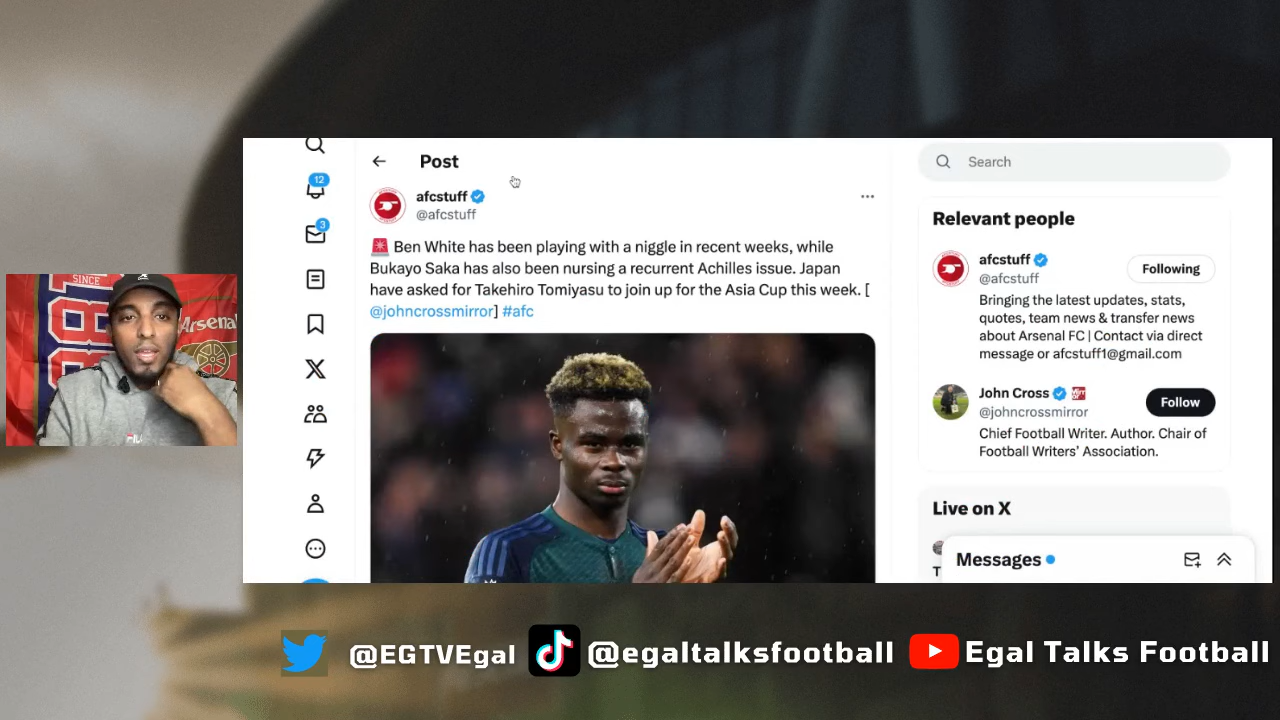 Post
Search
12
afcstuff
@afcstuff
3
🚨 Ben White has been playing with a niggle in recent weeks, while
Bukayo Saka has also been nursing a recurrent Achilles issue. Japan
have asked for Takehiro Tomiyasu to join up for the Asia Cup this week. [
@johncrossmirror] #afc
Relevant people
afcstuff
@afcstuff
Following
Bringing the latest updates, stats,
quotes, team news & transfer news
about Arsenal FC | Contact via direct
message or afcstuff1@gmail.com
John Cross
@johncrossmirror
Follow
Chief Football Writer. Author. Chair of
Football Writers' Association.
Live on X
Messages
SINCE
Arsenal
@EGTVEgal
@egaltalksfootball
Egal Talks Football